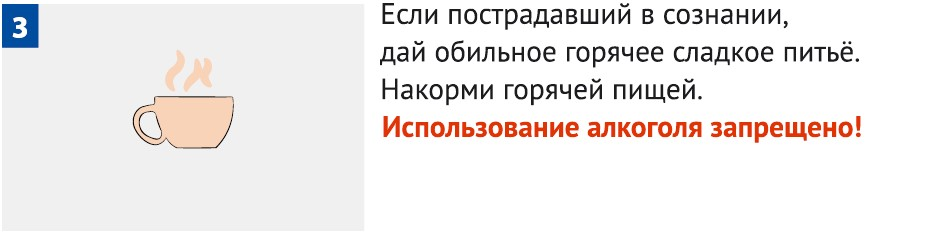 3
Если пострадавший в сознании,
дай обильное горячее сладкое питьё.
Накорми горячей пищей.
Использование алкоголя запрещено!